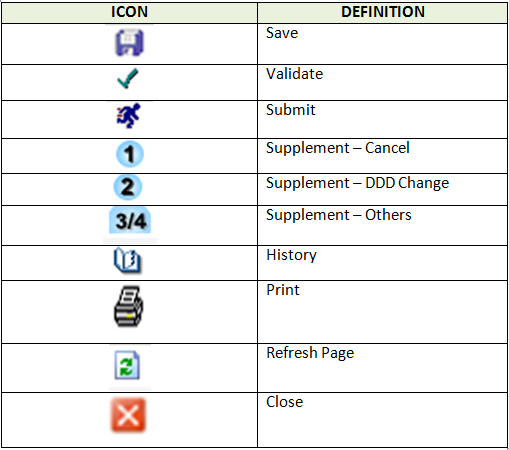 ICON DEFINITION
Save
Validate
Submit
1 Supplement – Cancel
2 Supplement – DDD Change
3/4 Supplement – Others
History
Print
Refresh Page
Close